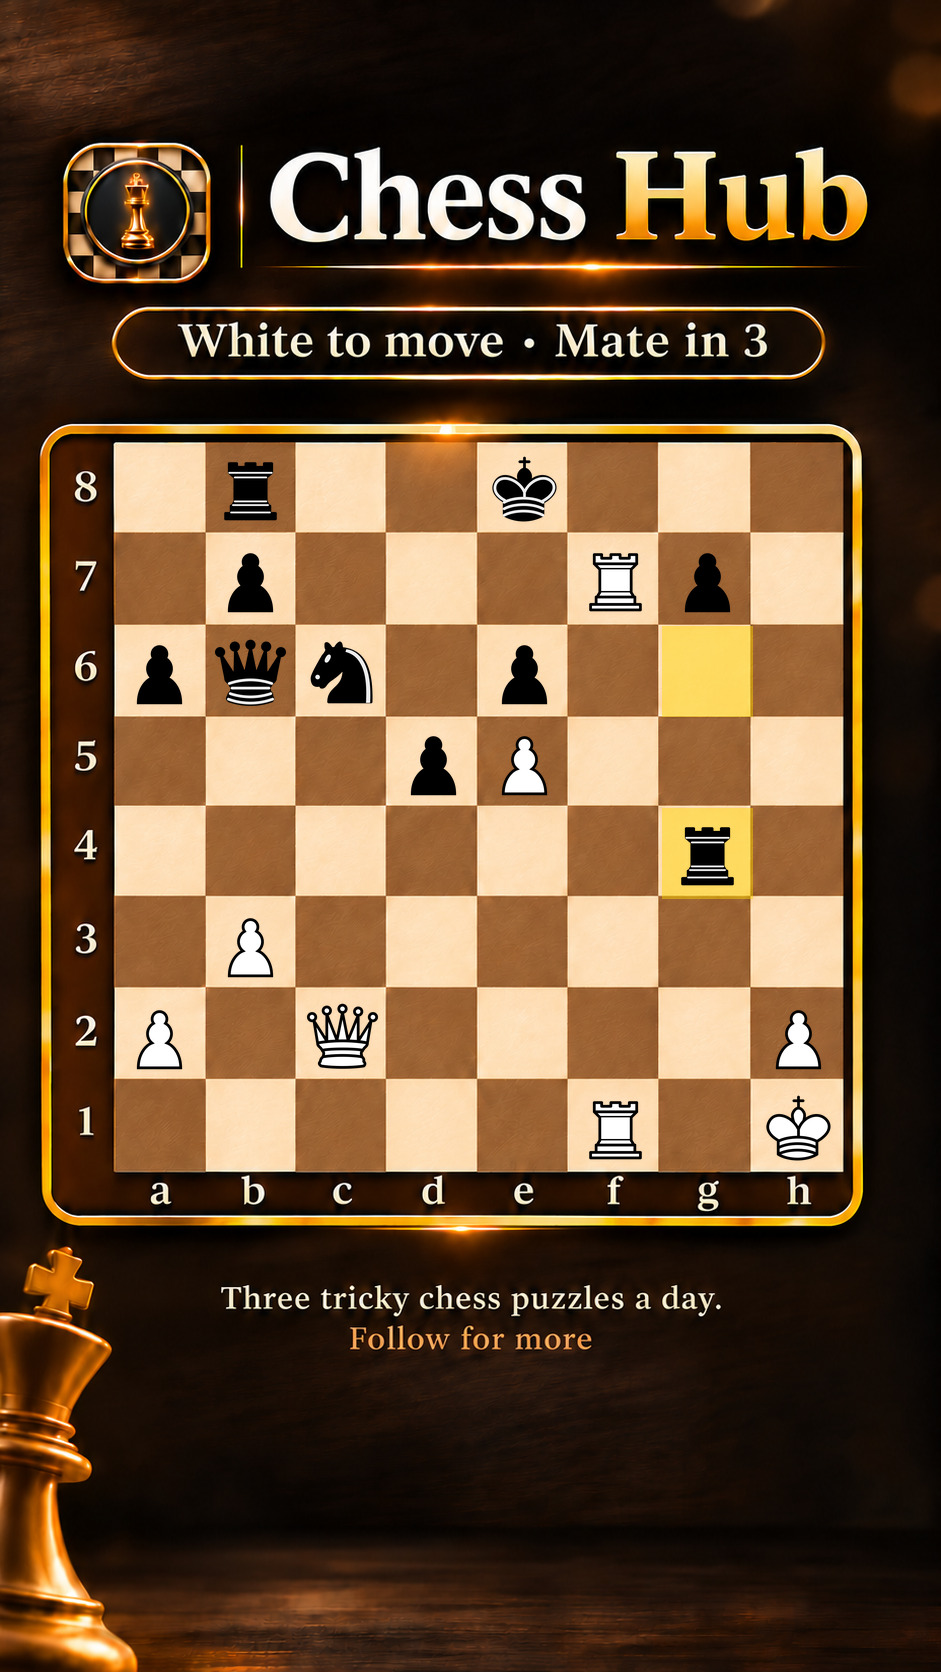 Chess Hub
White to move • Mate in 3
8
7
6
5
4
3
2
1
a b c d e f g h
Three tricky chess puzzles a day.
Follow for more